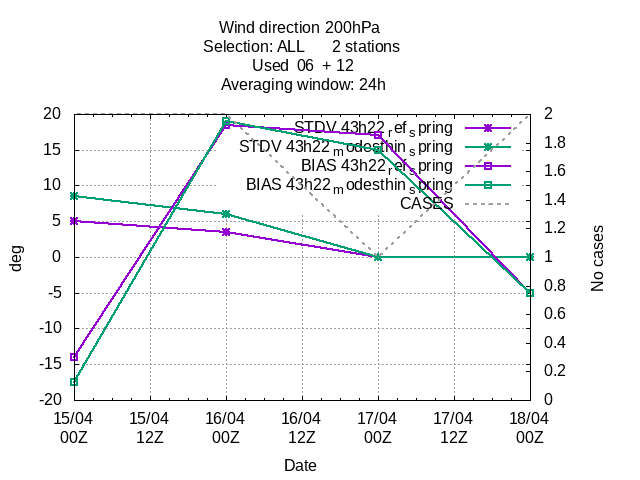 Wind direction 200hPa
Selection: ALL 2 stations
Used 06 + 12
Averaging window: 24h
STDV 43h22_ref_spring
STDV 43h22_modesthin_spring
BIAS 43h22_ref_spring
BIAS 43h22_modesthin_spring
CASES
20
15
10
5
0
-5
-10
-15
-20
deg
2
1.8
1.6
1.4
1.2
1
0.8
0.6
0.4
0.2
0
No cases
15/04 15/04 16/04 16/04 17/04 17/04 18/04
00Z 12Z 00Z 12Z 00Z 12Z 00Z
Date